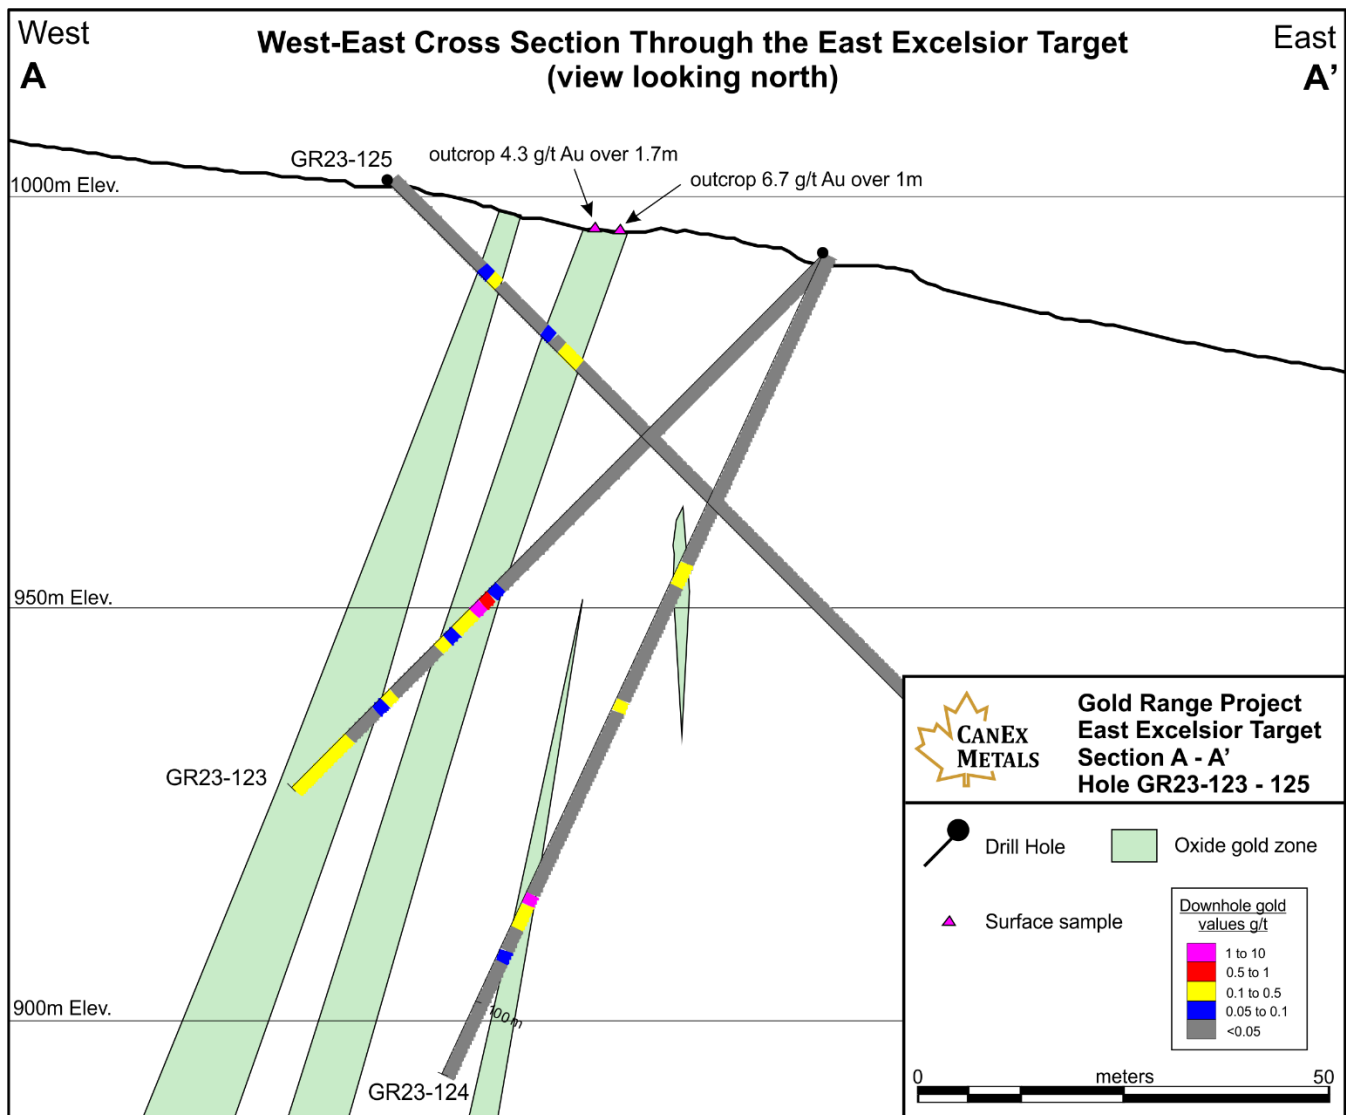 West
West-East Cross Section Through the East Excelsior Target
East
A
(view looking north)
A'
GR23-125
outcrop 4.3 g/t Au over 1.7m
outcrop 6.7 g/t Au over 1m
1000m Elev.
950m Elev.
GR23-123
900m Elev.
100m
GR23-124
CANEX
METALS
Gold Range Project
East Excelsior Target
Section A - A'
Hole GR23-123 - 125
Drill Hole
Oxide gold zone
Surface sample
Downhole gold
values g/t
1 to 10
0.5 to 1
0.1 to 0.5
0.05 to 0.1
<0.05
0
meters
50